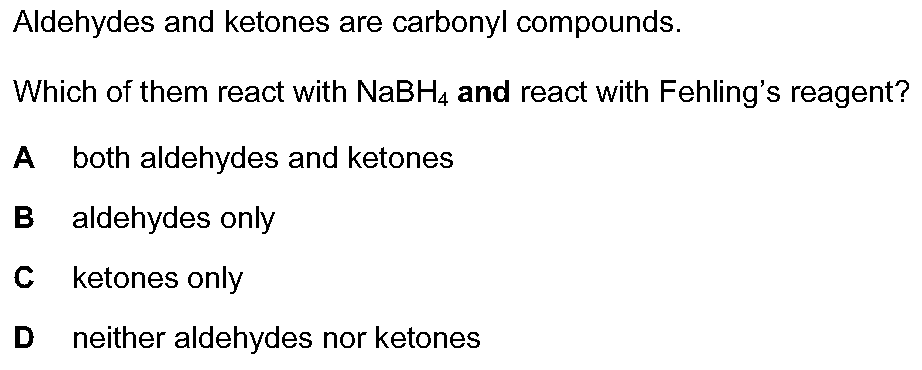 Aldehydes and ketones are carbonyl compounds.
Which of them react with NaBH₄ and react with Fehling's reagent?
A both aldehydes and ketones
B aldehydes only
C ketones only
D neither aldehydes nor ketones